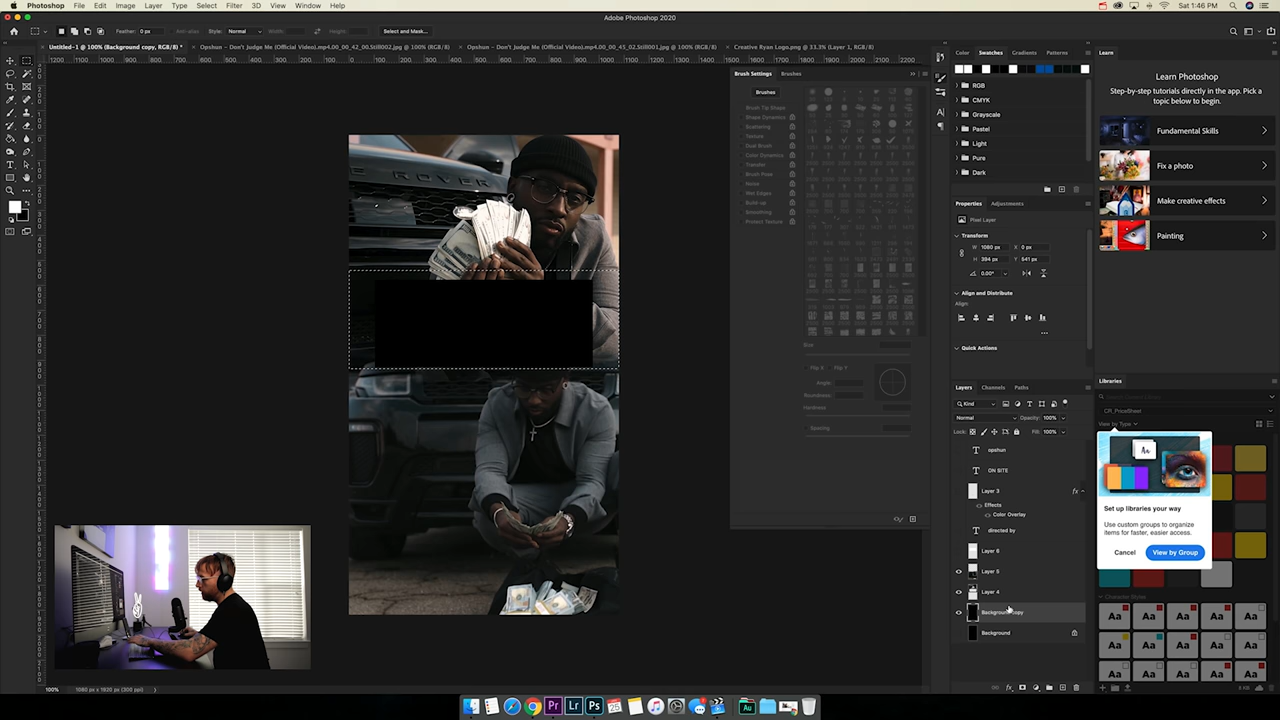 Photoshop File Edit Image Layer Type Select Filter 3D View Window Help
Sat 1:46 PM
Adobe Photoshop 2020
Feather: 0 px
Style: Normal
Select and Mask...
Untitled-1 @ 100% (Background copy, RGB/8) *
Opshun – Don't Judge Me (Official Video).mp4.00_00_42_00.Still002.jpg @ 100% (RGB/8)
Opshun – Don't Judge Me (Official Video).mp4.00_00_45_02.Still001.jpg @ 100% (RGB/8)
Creative Ryan Logo.png @ 33.3% (Layer 1, RGB/8)
Brush Settings Brushes
Brushes
Brush Tip Shape
Shape Dynamics
Scattering
Texture
Dual Brush
Color Dynamics
Transfer
Brush Pose
Noise
Wet Edges
Build-up
Smoothing
Protect Texture
Size
Flip X Flip Y
Angle:
Roundness:
Hardness
Spacing
Color Swatches Gradients Patterns
RGB
CMYK
Grayscale
Pastel
Light
Pure
Dark
Properties Adjustments
Pixel Layer
Transform
W: 1080 px X: 0 px
H: 394 px Y: 541 px
0.00°
Align and Distribute
Align:
Quick Actions
Layers Channels Paths
Kind
Normal Opacity: 100%
Lock: Fill: 100%
opshun
ON SITE
Layer 3 fx
Effects
Color Overlay
directed by
Layer 6
Layer 5
Layer 4
Background copy
Background
Learn
Learn Photoshop
Step-by-step tutorials directly in the app. Pick a topic below to begin.
Fundamental Skills
Fix a photo
Make creative effects
Painting
Libraries
CR_PriceSheet
View by Type
Aa
Set up libraries your way
Use custom groups to organize
items for faster, easier access.
Cancel View by Group
Character Styles
RANGE ROVER
100% 1080 px x 1920 px (300 ppi)